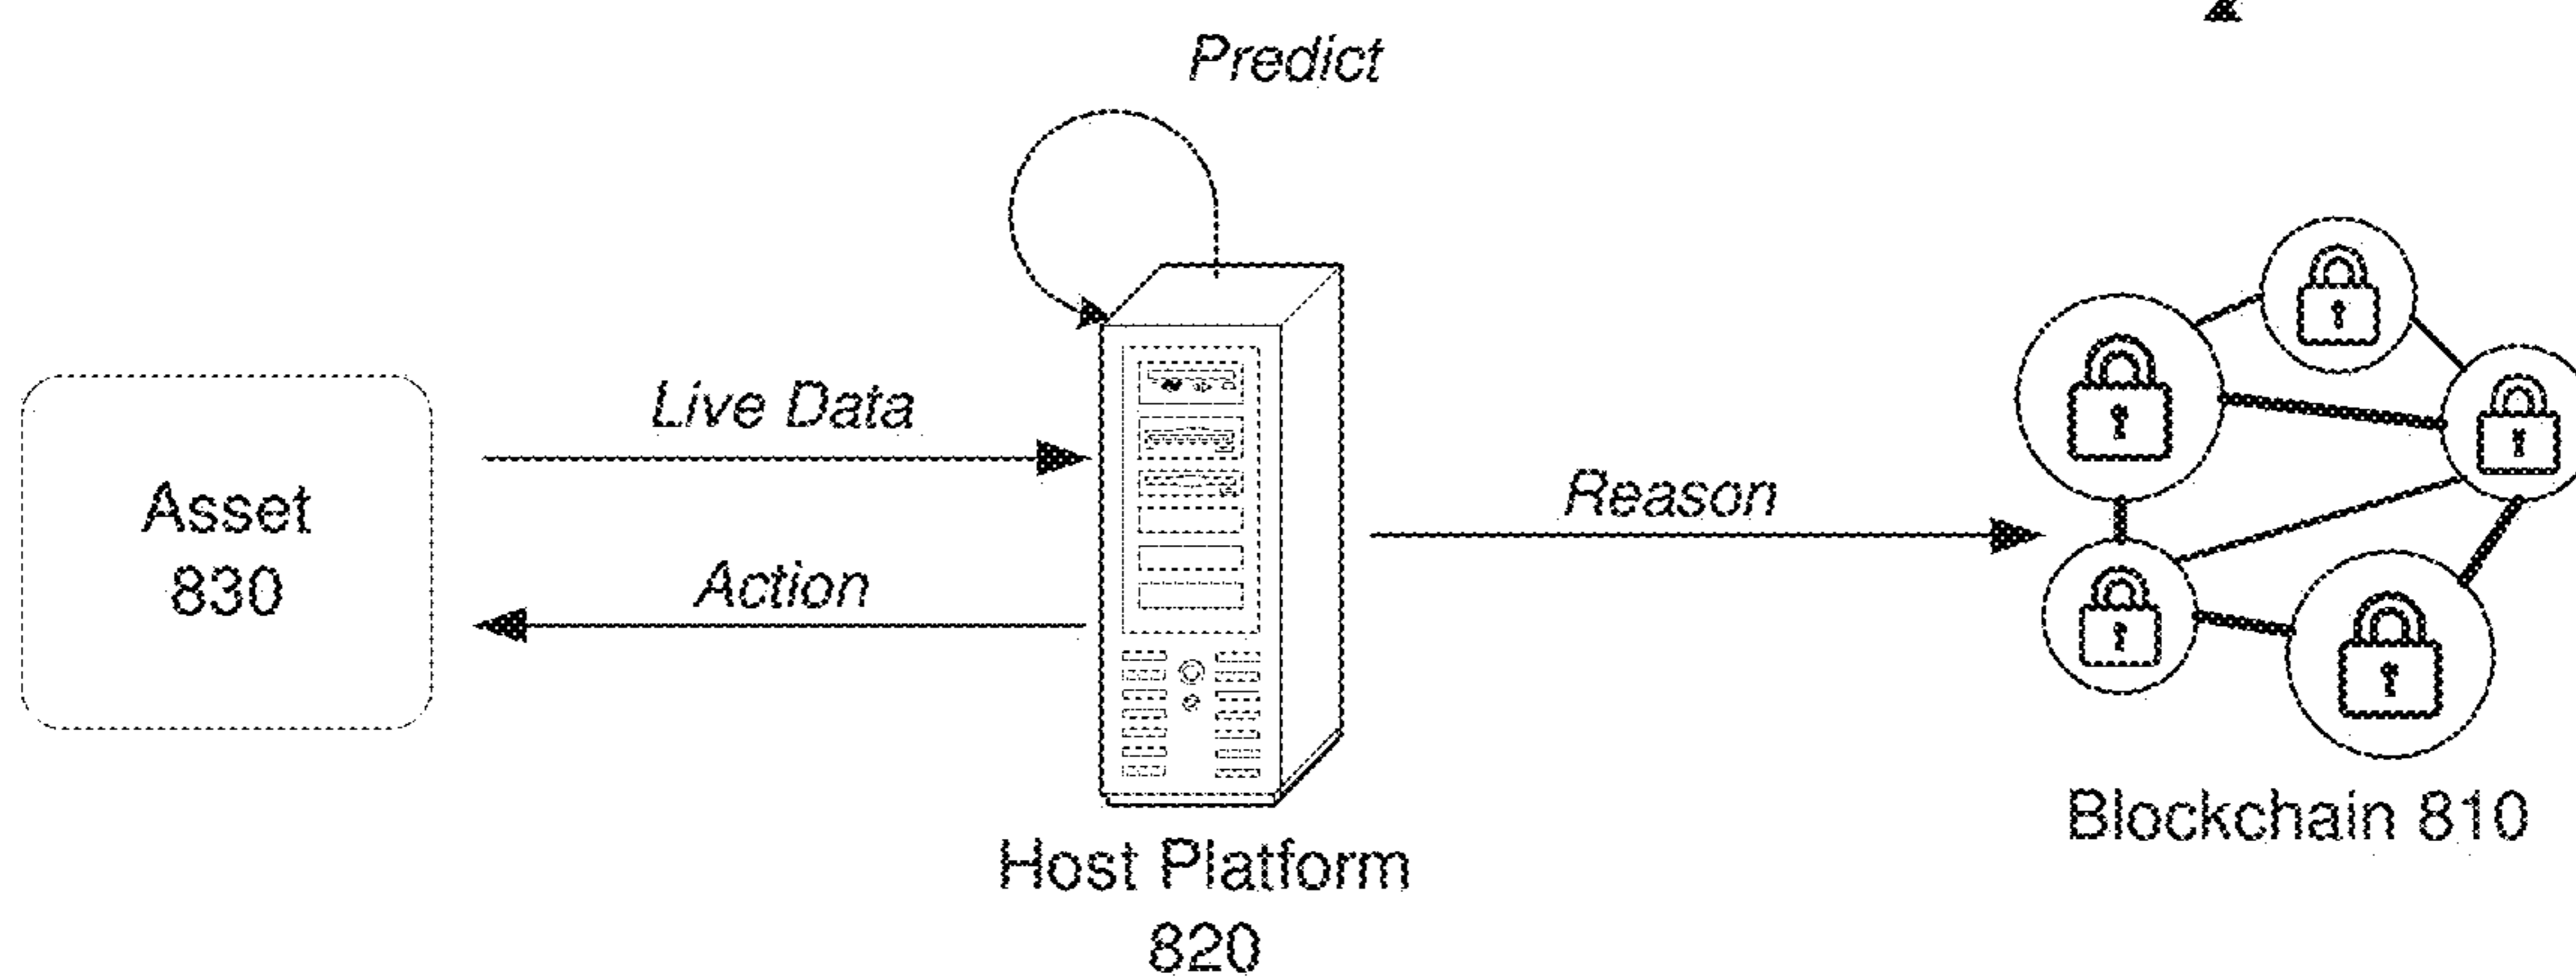 Predict
Live Data
Asset
830
Action
Reason
Blockchain 810
Host Platform
820